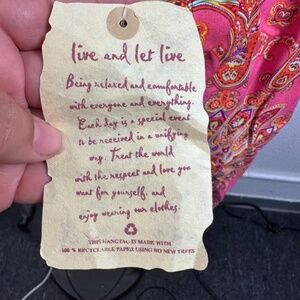 live and let live
Being relaxed and comfortable
with everyone and everything.
Each day is a special event
to be received in a unifying
way. Treat the world
with the respect and love you
want for yourself, and
enjoy wearing our clothes.
THIS HANGTAG IS MADE WITH
100 % RECYCLABLE PAPER USING NO NEW TREES